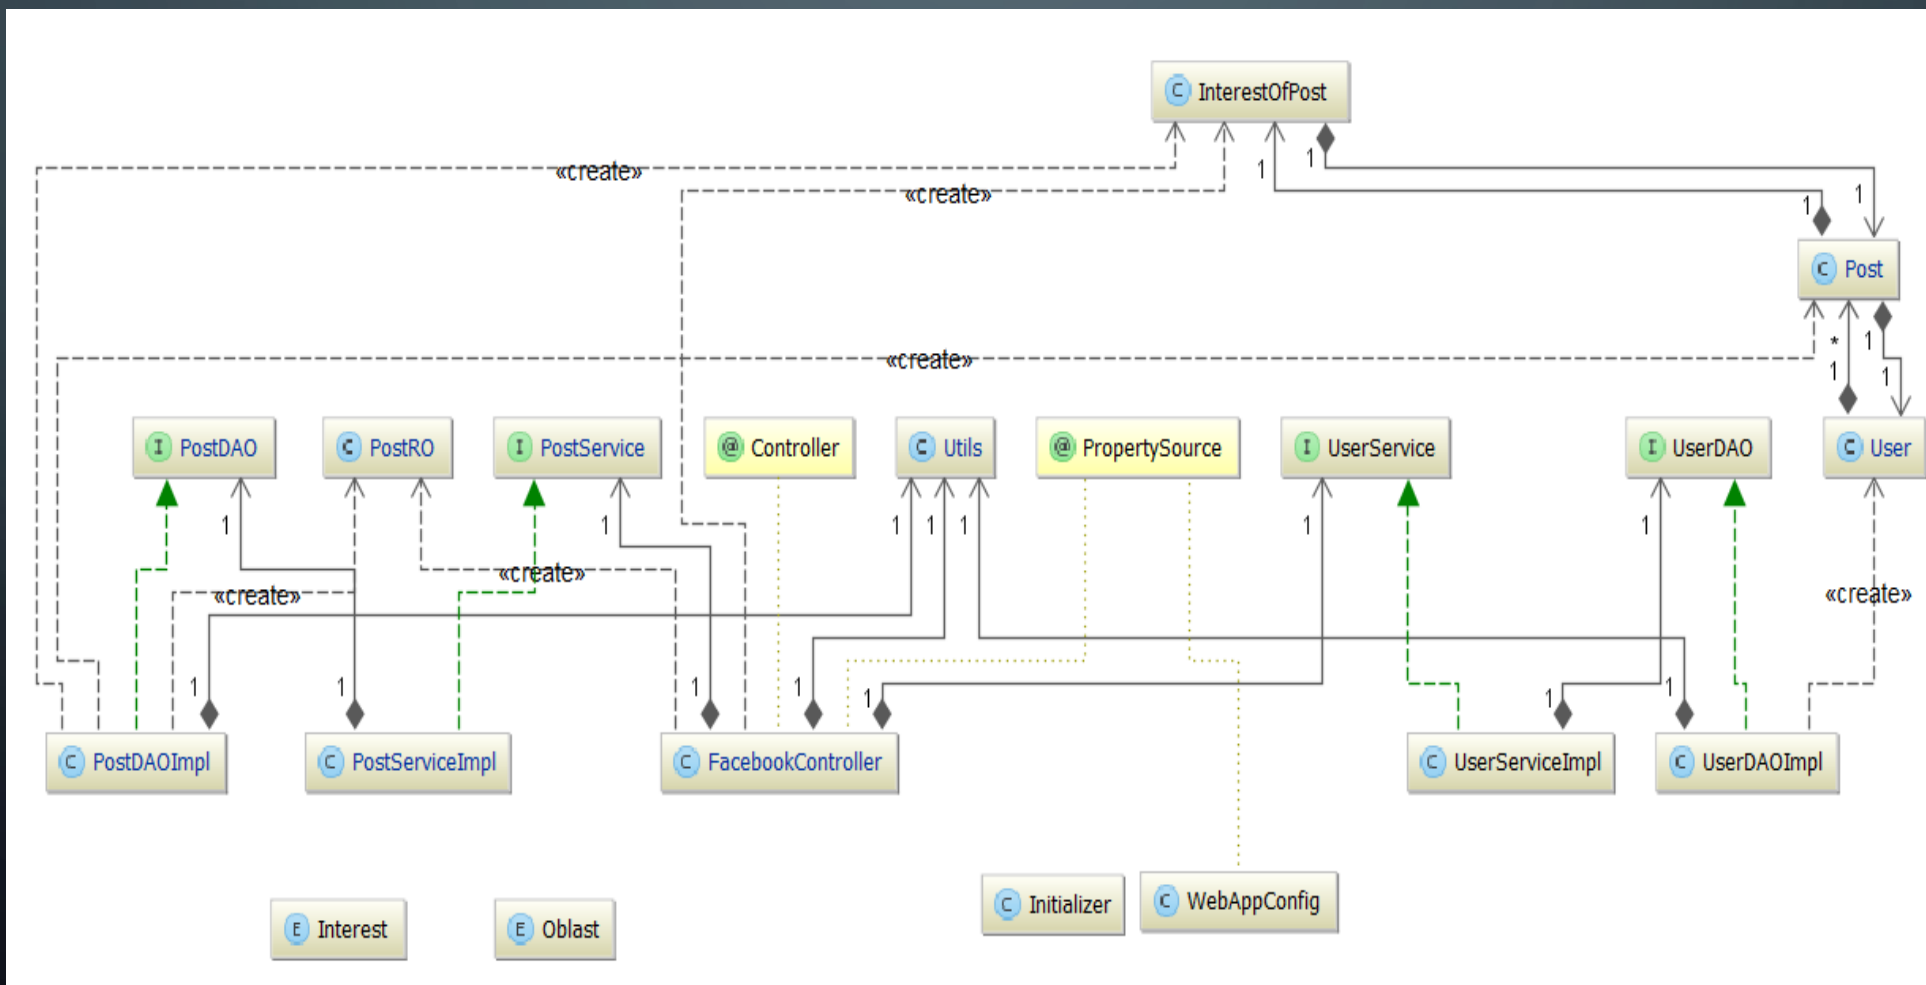 C InterestOfPost
«create»
«create»
1
1
1
1
C Post
«create»
*
1
1
1
I PostDAO
C PostRO
I PostService
@ Controller
C Utils
@ PropertySource
I UserService
I UserDAO
C User
1
1
1
1
1
1
1
«create»
«create»
«create»
1
1
1
1
1
1
1
C PostDAOImpl
C PostServiceImpl
C FacebookController
C UserServiceImpl
C UserDAOImpl
E Interest
E Oblast
C Initializer
C WebAppConfig